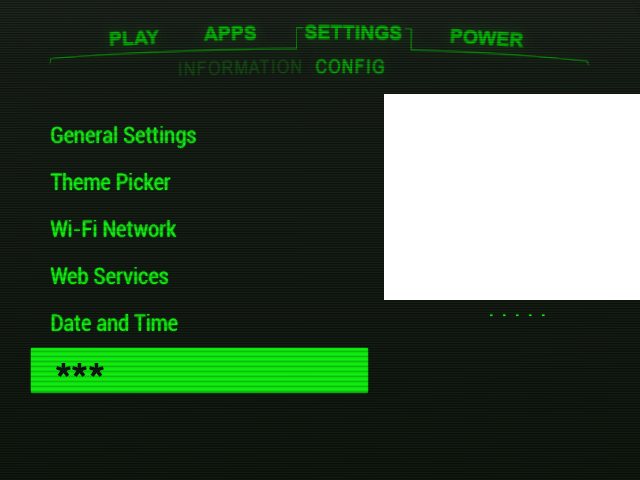 PLAY APPS SETTINGS POWER
INFORMATION CONFIG
General Settings
Theme Picker
Wi-Fi Network
Web Services
Date and Time
***